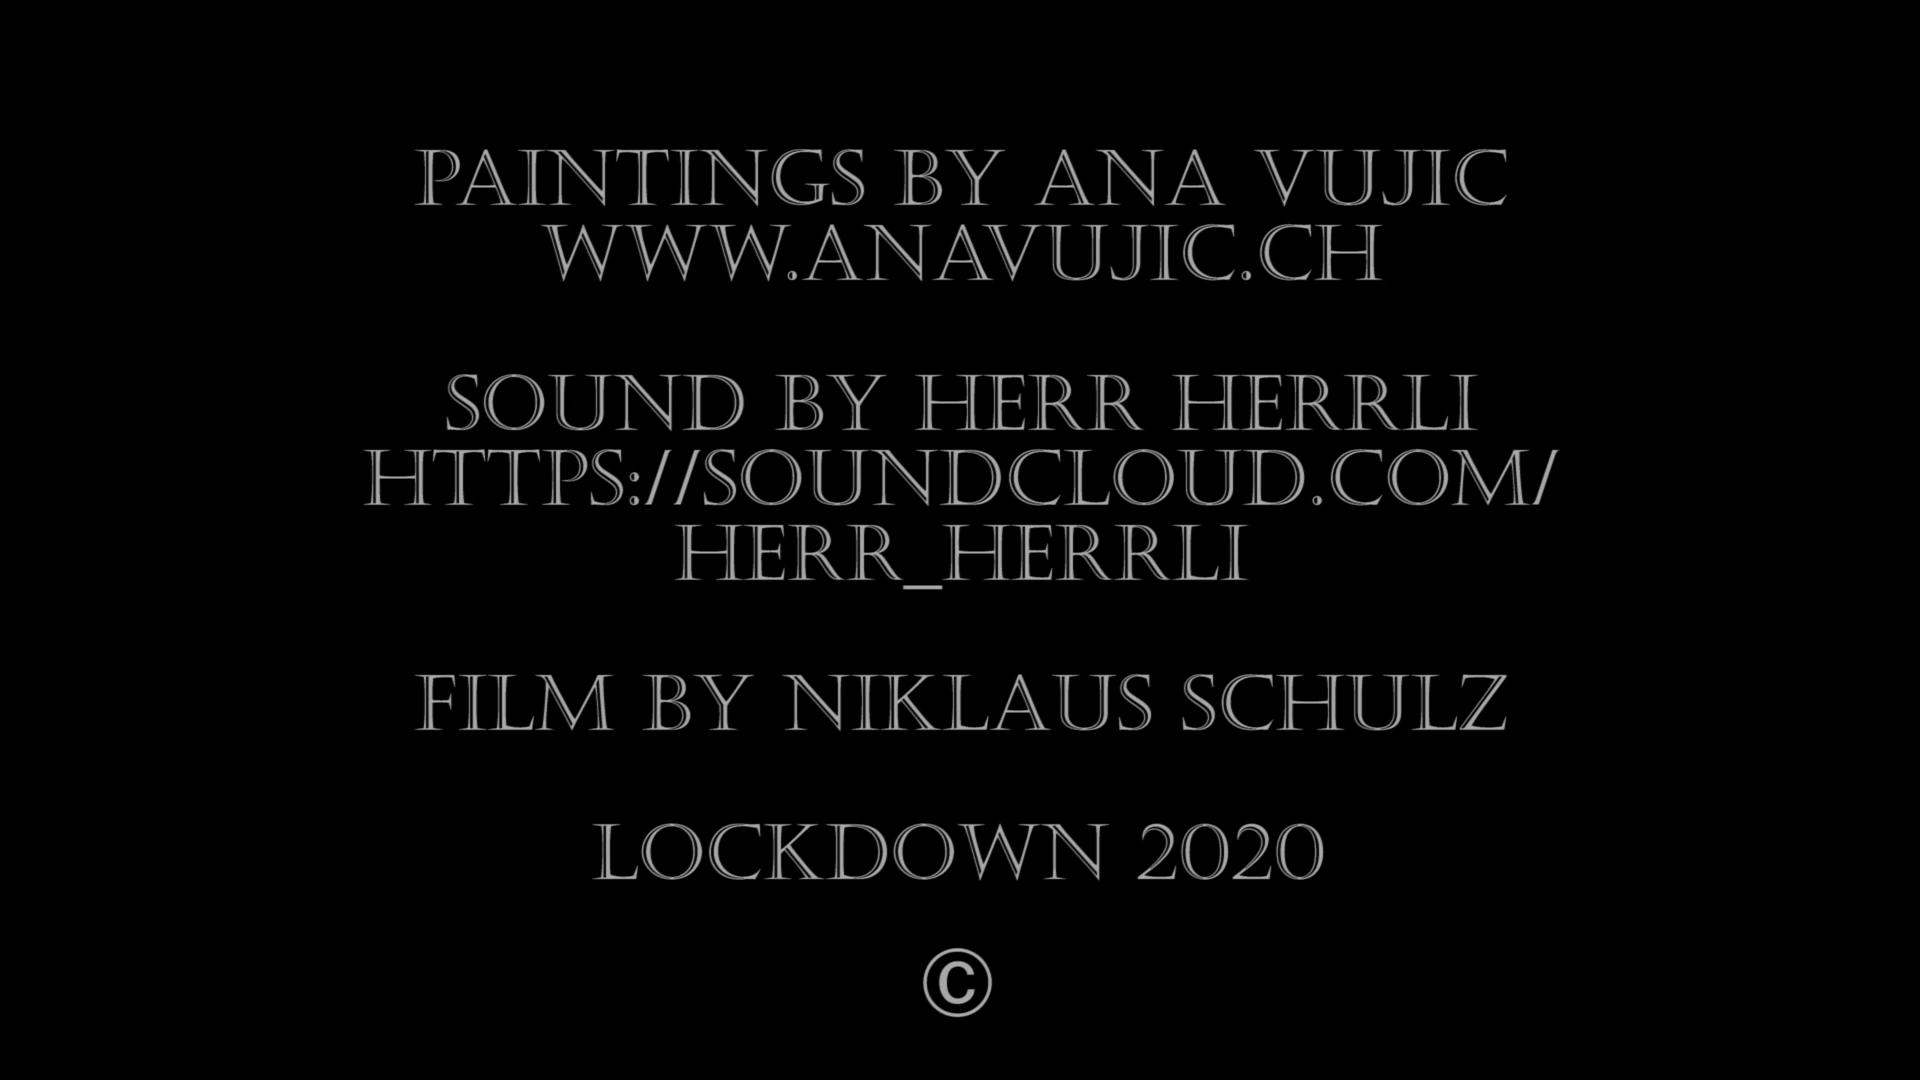 PAINTINGS BY ANA VUJIC
WWW.ANAVUJIC.CH
SOUND BY HERR HERRLI
HTTPS://SOUNDCLOUD.COM/
HERR_HERRLI
FILM BY NIKLAUS SCHULZ
LOCKDOWN 2020
©